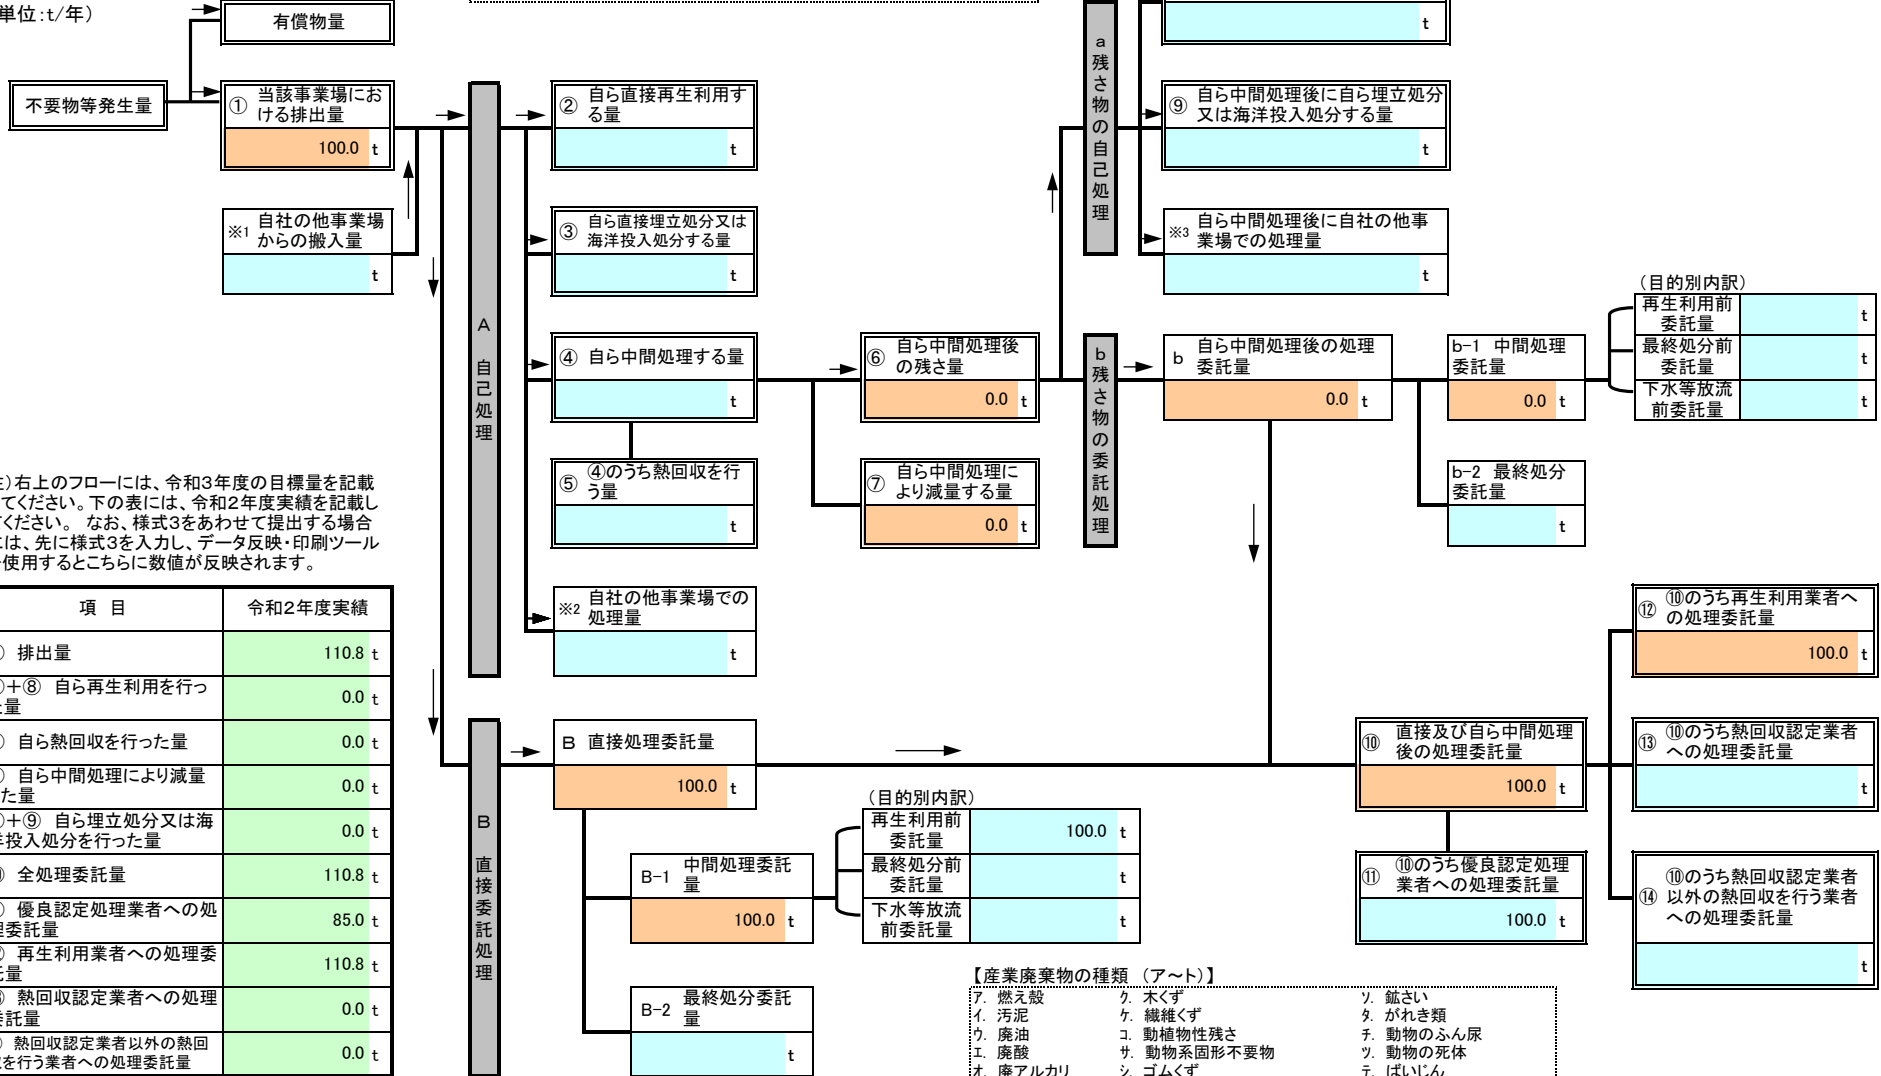 単位:t/年）
有償物量
不要物等発生量
① 当該事業場にお
ける排出量
100.0 t
※1 自社の他事業場
からの搬入量
t
A 自己処理
② 自ら直接再生利用す
る量
t
③ 自ら直接埋立処分又は
海洋投入処分する量
t
④ 自ら中間処理する量
t
⑤ ④のうち熱回収を行
う量
t
※2 自社の他事業場での
処理量
t
⑥ 自ら中間処理後
の残さ量
0.0 t
⑦ 自ら中間処理に
より減量する量
0.0 t
a 残さ物の自己処理
t
⑨ 自ら中間処理後に自ら埋立処分
又は海洋投入処分する量
t
※3 自ら中間処理後に自社の他事
業場での処理量
t
b 残さ物の委託処理
b 自ら中間処理後の処理
委託量
0.0 t
b-1 中間処理
委託量
0.0 t
b-2 最終処分
委託量
t
（目的別内訳）
再生利用前
委託量
t
最終処分前
委託量
t
下水等放流
前委託量
t
）右上のフローには、令和3年度の目標量を記載
てください。下の表には、令和2年度実績を記載し
ください。 なお、様式3をあわせて提出する場合
は、先に様式3を入力し、データ反映・印刷ツール
使用するとこちらに数値が反映されます。
項 目 令和2年度実績
排出量 110.8 t
＋⑧ 自ら再生利用を行っ
量 0.0 t
自ら熱回収を行った量 0.0 t
自ら中間処理により減量
た量 0.0 t
＋⑨ 自ら埋立処分又は海
投入処分を行った量 0.0 t
全処理委託量 110.8 t
優良認定処理業者への処
委託量 85.0 t
再生利用業者への処理委
量 110.8 t
熱回収認定業者への処理
託量 0.0 t
熱回収認定業者以外の熱回
を行う業者への処理委託量 0.0 t
B 直接委託処理
B 直接処理委託量
100.0 t
B-1 中間処理委託
量
100.0 t
B-2 最終処分委託
量
t
（目的別内訳）
再生利用前
委託量
100.0 t
最終処分前
委託量
t
下水等放流
前委託量
t
⑩ 直接及び自ら中間処理
後の処理委託量
100.0 t
⑪ ⑩のうち優良認定処理
業者への処理委託量
100.0 t
⑫ ⑩のうち再生利用業者へ
の処理委託量
100.0 t
⑬ ⑩のうち熱回収認定業者
への処理委託量
t
⑭ ⑩のうち熱回収認定業者
以外の熱回収を行う業者
への処理委託量
t
【産業廃棄物の種類 （ア～ト）】
ア. 燃え殻 ク. 木くず ソ. 鉱さい
イ. 汚泥 ケ. 繊維くず タ. がれき類
ウ. 廃油 コ. 動植物性残さ チ. 動物のふん尿
エ. 廃酸 サ. 動物系固形不要物 ツ. 動物の死体
オ. 廃アルカリ シ. ゴムくず テ. ばいじん